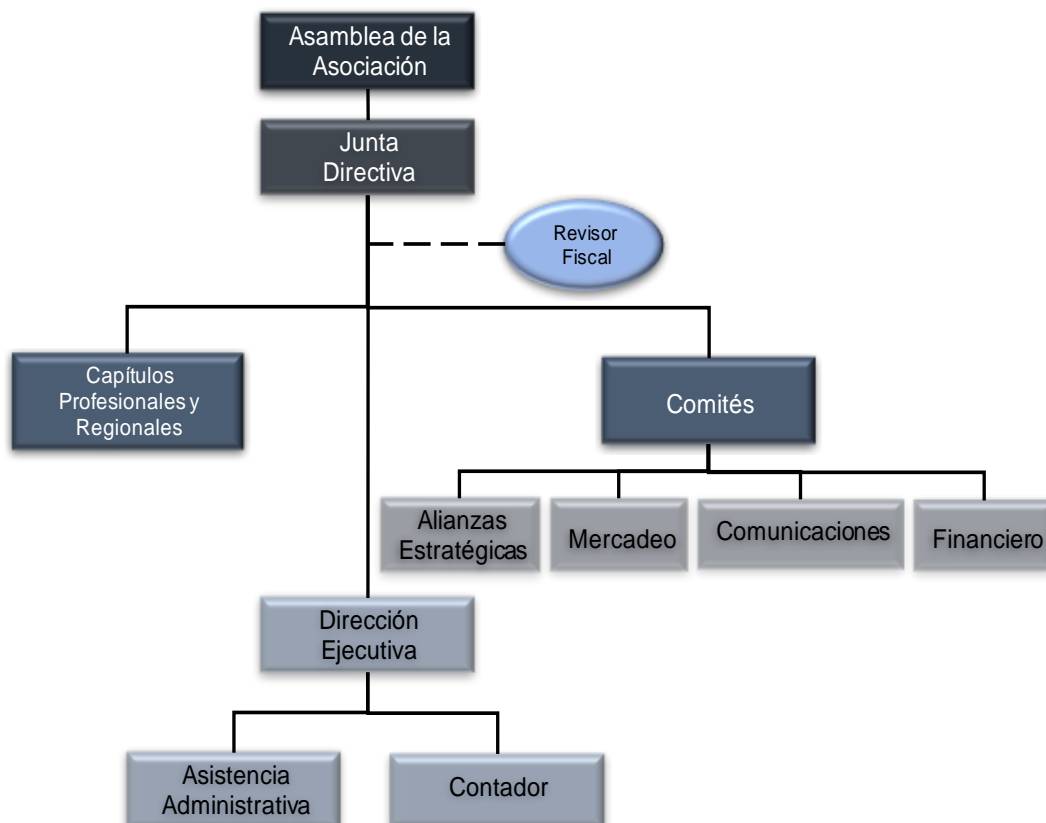 Asamblea de la
Asociación
Junta
Directiva
Revisor
Fiscal
Capítulos
Profesionales y
Regionales
Comités
Alianzas
Estratégicas
Mercadeo
Comunicaciones
Financiero
Dirección
Ejecutiva
Asistencia
Administrativa
Contador